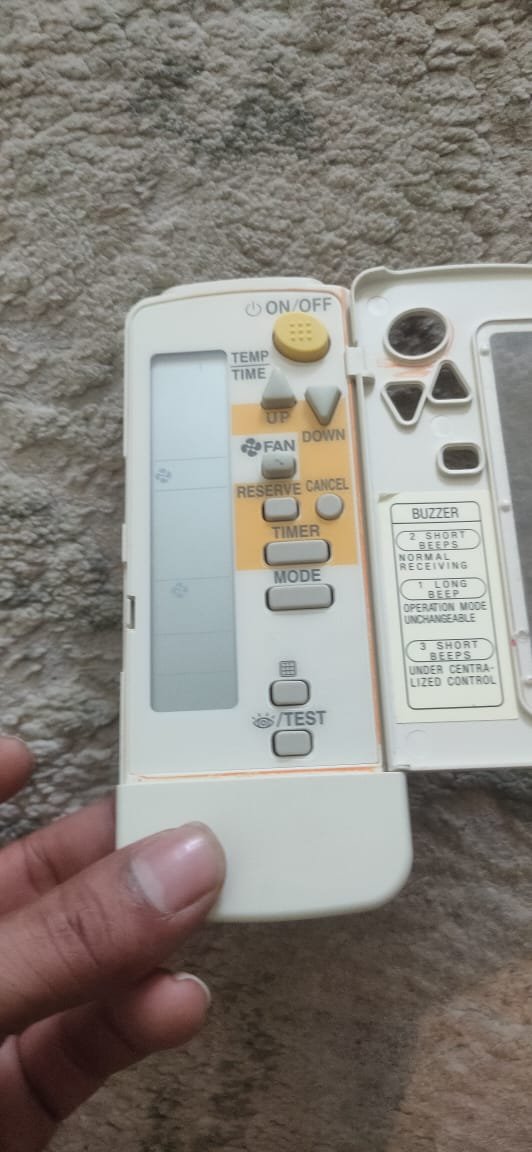 ON/OFF
TEMP
TIME
UP
DOWN
FAN
RESERVE CANCEL
TIMER
MODE
/TEST
BUZZER
2 SHORT
BEEPS
NORMAL
RECEIVING
1 LONG
BEEP
OPERATION MODE
UNCHANGEABLE
3 SHORT
BEEPS
UNDER CENTRA-
LIZED CONTROL